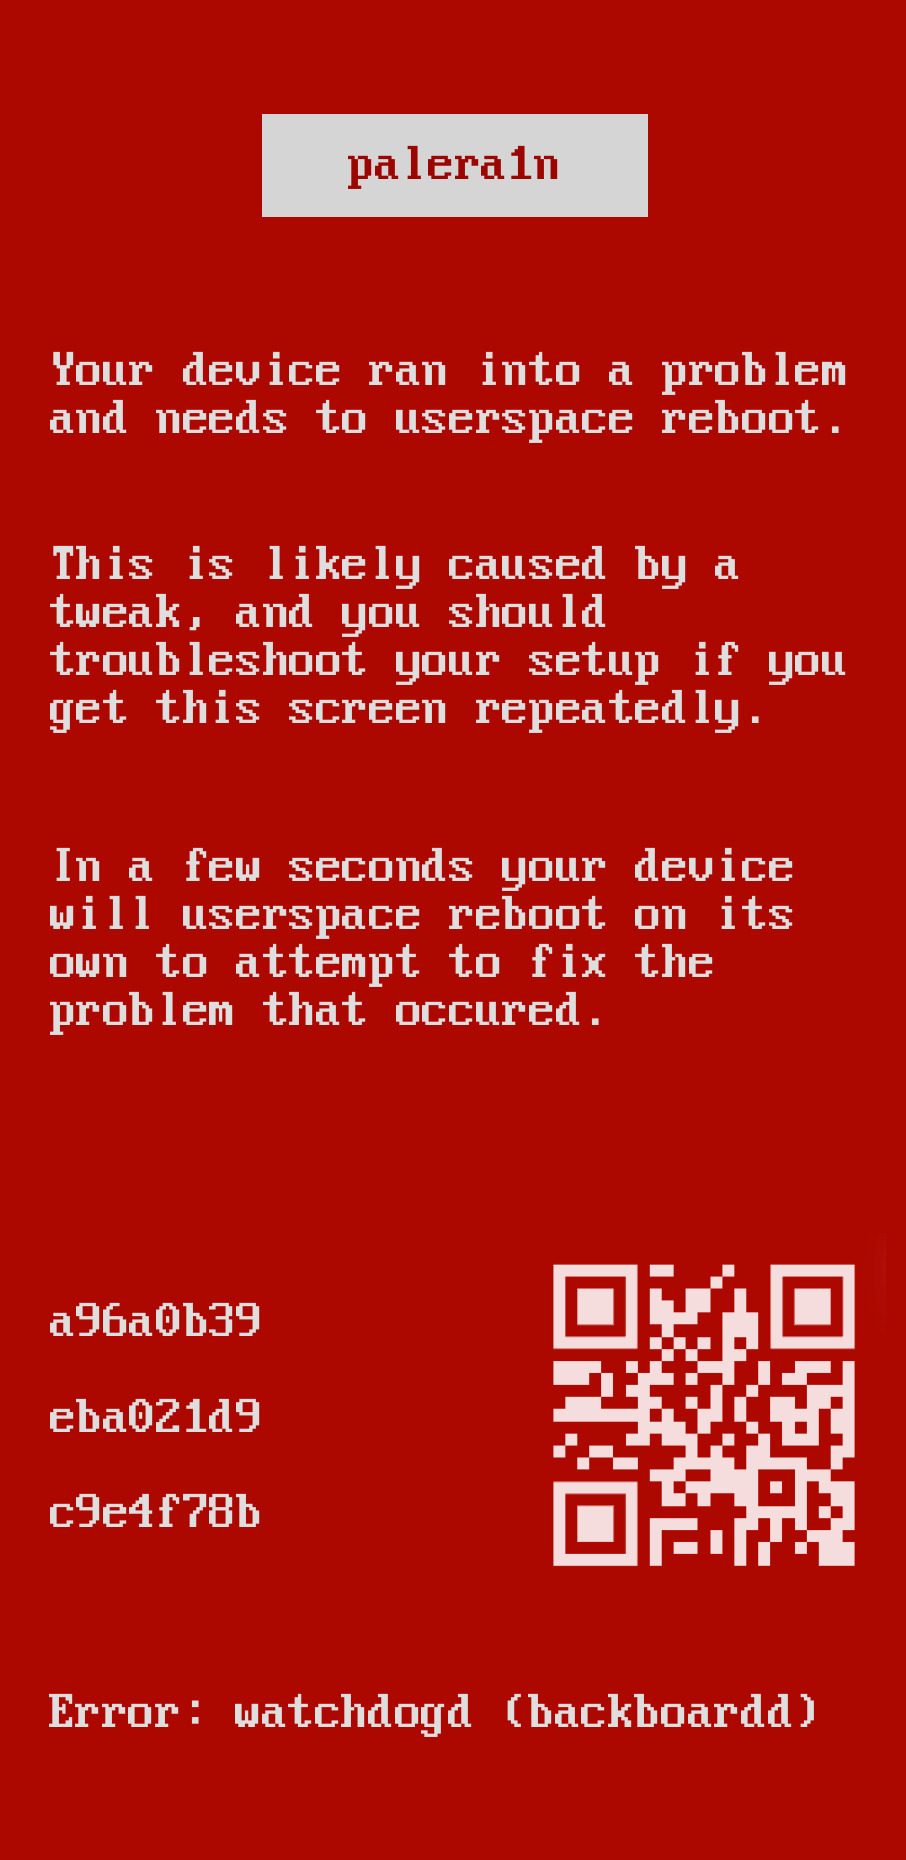 palera1n
Your device ran into a problem
and needs to userspace reboot.
This is likely caused by a
tweak, and you should
troubleshoot your setup if you
get this screen repeatedly.
In a few seconds your device
will userspace reboot on its
own to attempt to fix the
problem that occured.
a96a0b39
eba021d9
c9e4f78b
Error: watchdogd (backboardd)